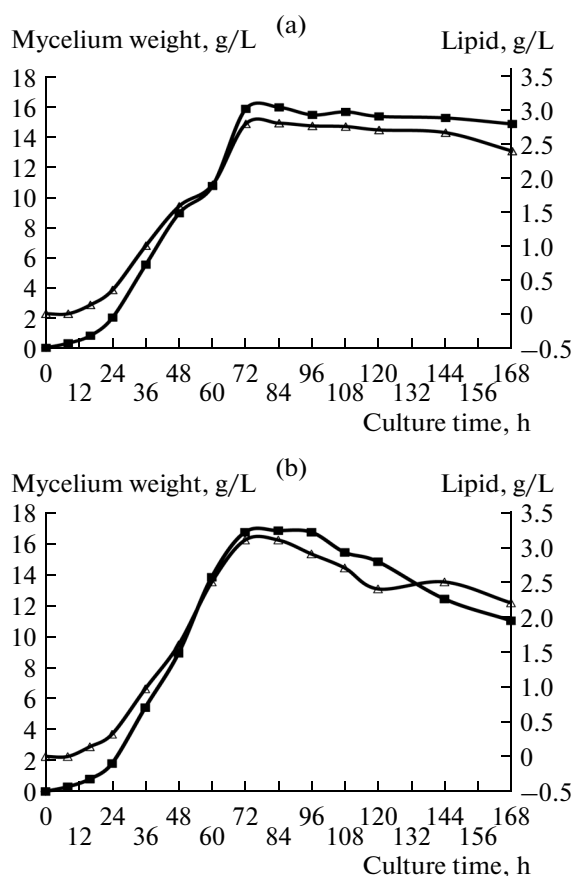 (a)
Mycelium weight, g/L Lipid, g/L
18 3.5
16 3.0
14 2.5
12 2.0
10 1.5
8 1.0
6 0.5
4 0
2 −0.5
0
0 24 48 72 84 96 120 144 168
12 36 60 84 108 132 156
Culture time, h
(b)
Mycelium weight, g/L Lipid, g/L
18 3.5
16 3.0
14 2.5
12 2.0
10 1.5
8 1.0
6 0.5
4 0
2 −0.5
0
0 24 48 72 96 120 144 168
12 36 60 84 108 132 156
Culture time, h